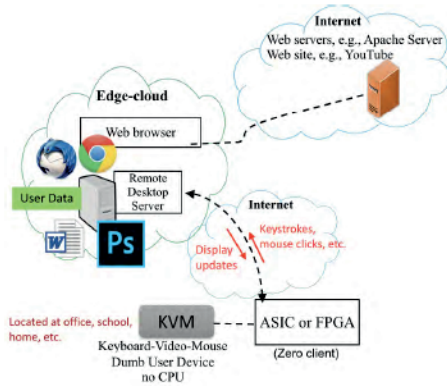 Internet
Web servers, e.g., Apache Server
Web site, e.g., YouTube
Edge-cloud
Web browser
Remote
Desktop
Server
User Data
W
Ps
Internet
Keystrokes,
mouse clicks, etc.
Display
updates
Located at office, school,
home, etc.
KVM
Keyboard-Video-Mouse
Dumb User Device
no CPU
ASIC or FPGA
(Zero client)